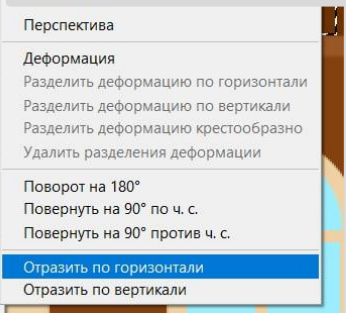 Перспектива
Деформация
Разделить деформацию по горизонтали
Разделить деформацию по вертикали
Разделить деформацию крестообразно
Удалить разделения деформации
Поворот на 180°
Повернуть на 90° по ч. с.
Повернуть на 90° против ч. с.
Отразить по горизонтали
Отразить по вертикали